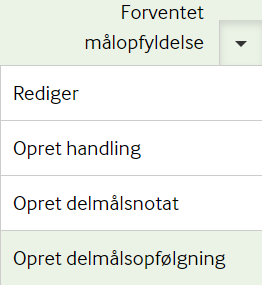 Forventet
målopfyldelse
Rediger
Opret handling
Opret delmålsnotat
Opret delmålsopfølgning